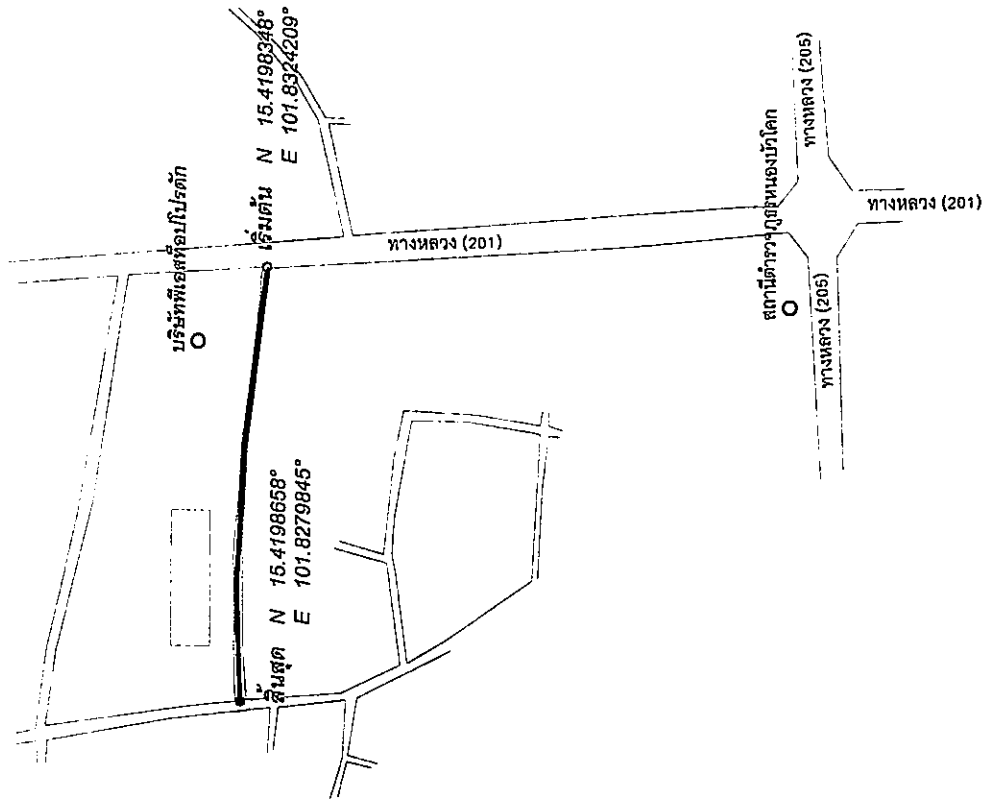 บริษัทพีเอสท็อปโปรดัก
เริ่มต้น N 15.4198348°
E 101.8324209°
สิ้นสุด N 15.4198658°
E 101.8279845°
ทางหลวง (201)
สถานีตำรวจภูธรหนองบัวโคก
ทางหลวง (205)
ทางหลวง (205)
ทางหลวง (201)